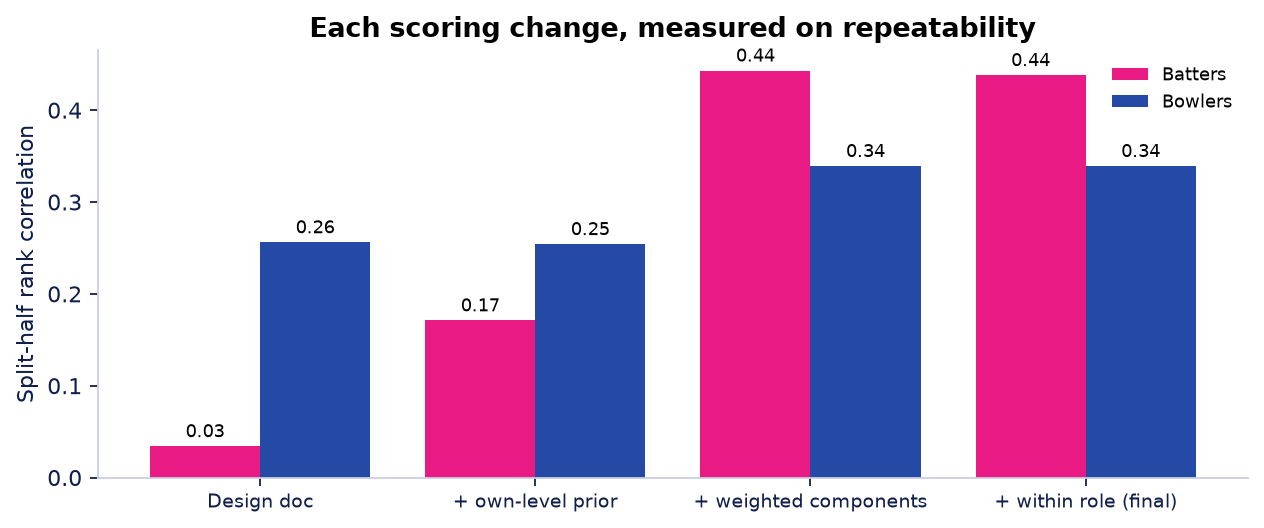 Each scoring change, measured on repeatability
Split-half rank correlation
0.4
0.3
0.2
0.1
0.0
0.03
0.26
0.17
0.25
0.44
0.34
0.44
0.34
Batters
Bowlers
Design doc
+ own-level prior
+ weighted components
+ within role (final)